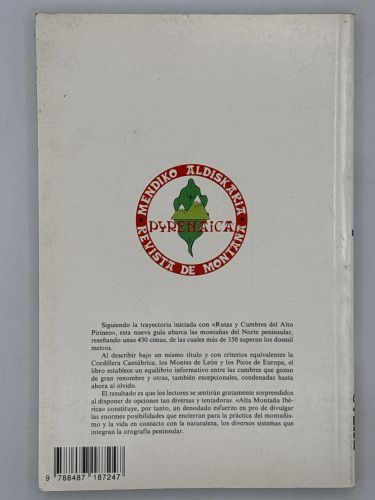 MENDIKO ALDISKARIA
PYRENAICA
REVISTA DE MONTAÑA
Siguiendo la trayectoria iniciada con «Rutas y Cumbres del Alto
Pirineo», esta nueva guía abarca las montañas del Norte peninsular,
reseñando unas 450 cimas, de las cuales más de 350 superan los dosmil
metros.
Al describir bajo un mismo título y con criterios equivalentes la
Cordillera Cantábrica, los Montes de León y los Picos de Europa, el
libro establece un equilibrio informativo entre las cumbres que gozan
de gran renombre y otras, también excepcionales, condenadas hasta
ahora al olvido.
El resultado es que los lectores se sentirán gratamente sorprendidos
al disponer de opciones tan diversas y tentadoras. «Alta Montaña Ibé-
rica» constituye, por tanto, un denodado esfuerzo en pro de divulgar
las enormes posibilidades que encierran para la práctica del montañis-
mo y la vida en contacto con la naturaleza, los diversos sistemas que
integran la orografía peninsular.
9 788487 187247